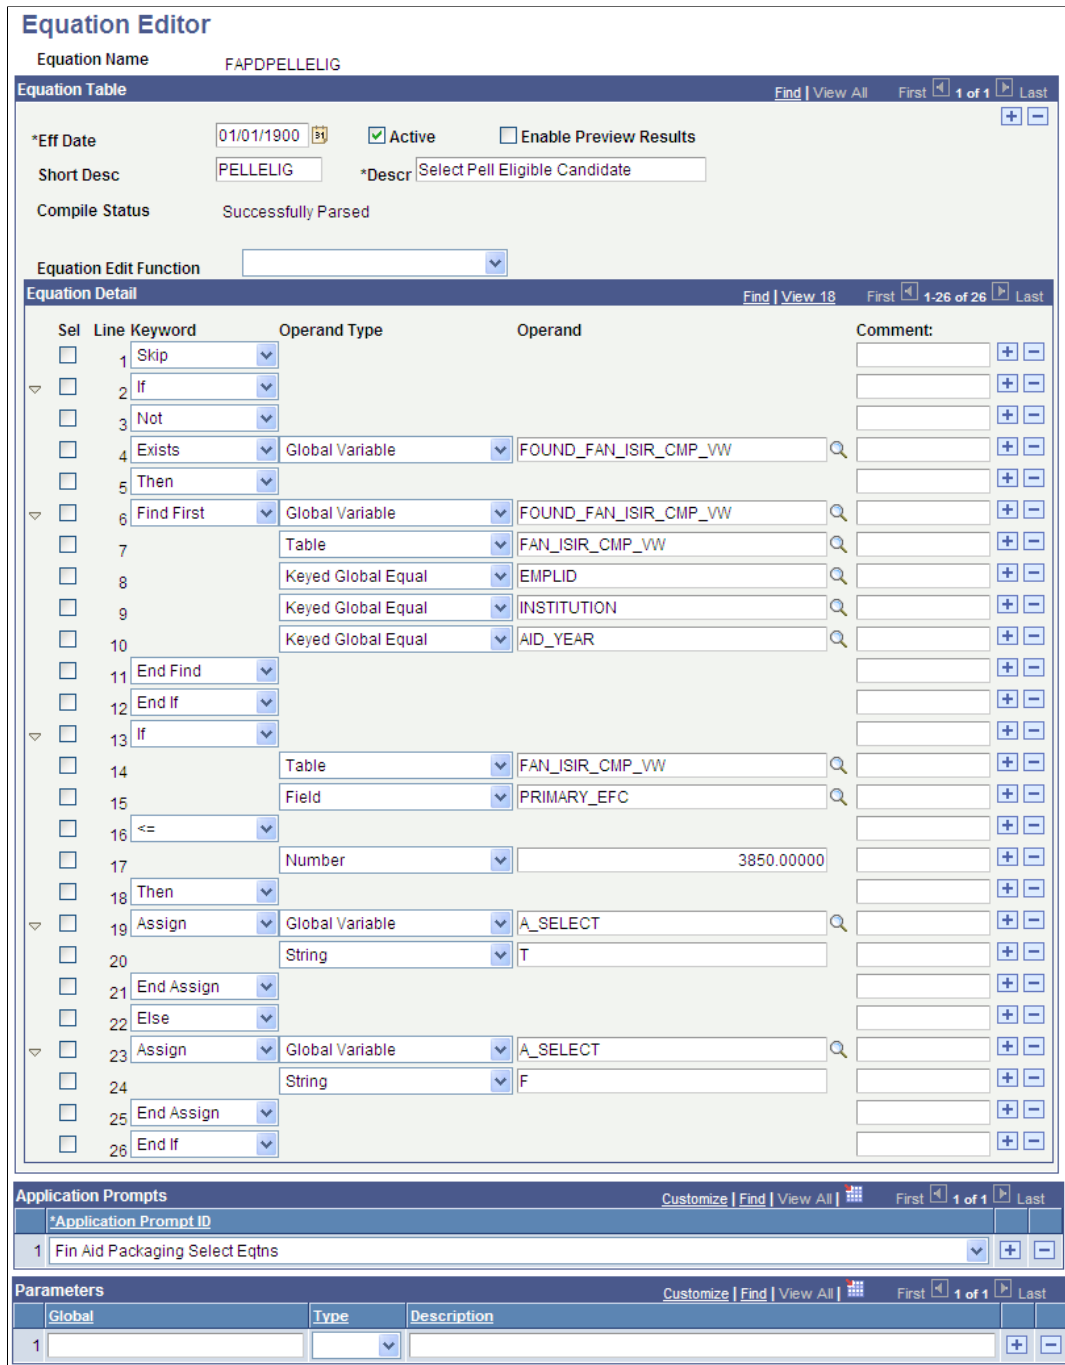 Equation Editor
Equation Name FAPDPELLELIG
Equation Table Find | View All First 1 of 1 Last
*Eff Date 01/01/1900 31 Active Enable Preview Results
Short Desc PELLELIG *Descr Select Pell Eligible Candidate
Compile Status Successfully Parsed
Equation Edit Function
Equation Detail Find | View 18 First 1-26 of 26 Last
Sel Line Keyword Operand Type Operand Comment:
1 Skip
2 If
3 Not
4 Exists Global Variable FOUND_FAN_ISIR_CMP_VW
5 Then
6 Find First Global Variable FOUND_FAN_ISIR_CMP_VW
7 Table FAN_ISIR_CMP_VW
8 Keyed Global Equal EMPLID
9 Keyed Global Equal INSTITUTION
10 Keyed Global Equal AID_YEAR
11 End Find
12 End If
13 If
14 Table FAN_ISIR_CMP_VW
15 Field PRIMARY_EFC
16 <=
17 Number 3850.00000
18 Then
19 Assign Global Variable A_SELECT
20 String T
21 End Assign
22 Else
23 Assign Global Variable A_SELECT
24 String F
25 End Assign
26 End If
Application Prompts Customize | Find | View All | First 1 of 1 Last
*Application Prompt ID
1 Fin Aid Packaging Select Eqtns
Parameters Customize | Find | View All | First 1 of 1 Last
Global Type Description
1